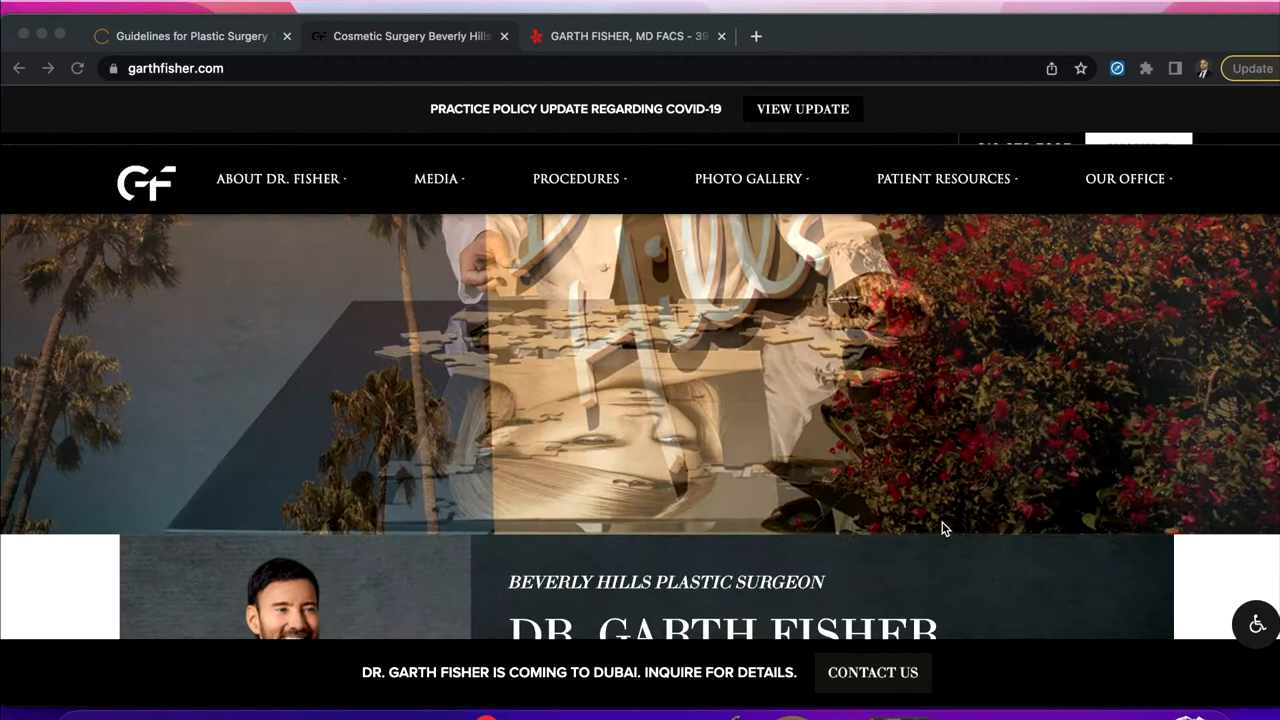 Guidelines for Plastic Surgery
Cosmetic Surgery Beverly Hills
GARTH FISHER, MD FACS - 39
garthfisher.com
Update
PRACTICE POLICY UPDATE REGARDING COVID-19
VIEW UPDATE
GF
ABOUT DR. FISHER
MEDIA
PROCEDURES
PHOTO GALLERY
PATIENT RESOURCES
OUR OFFICE
Hills
BEVERLY HILLS PLASTIC SURGEON
DR. GARTH FISHER
DR. GARTH FISHER IS COMING TO DUBAI. INQUIRE FOR DETAILS.
CONTACT US